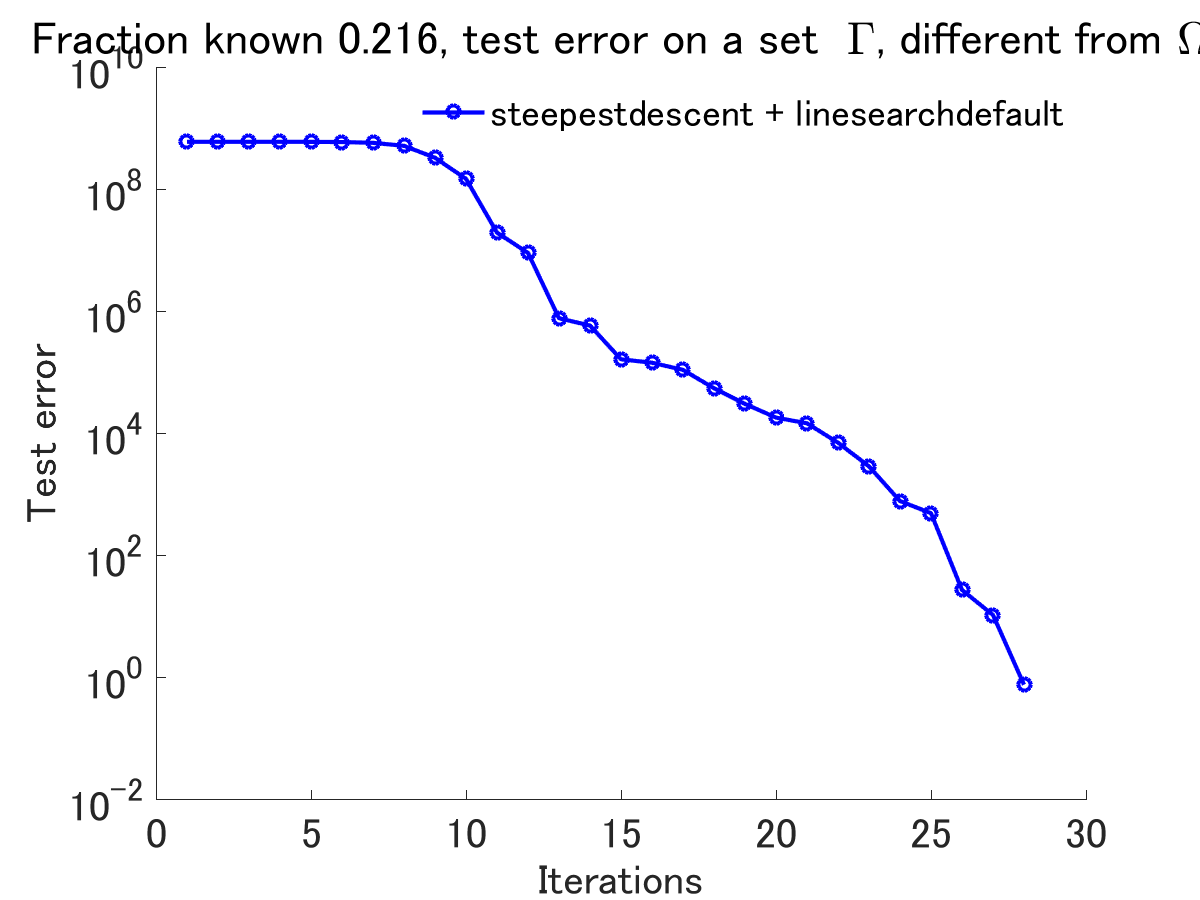 Fraction known 0.216, test error on a set Γ, different from Ω
10^10
steepestdescent + linesearchdefault
10^8
10^6
Test error
10^4
10^2
10^0
10^-2
0 5 10 15 20 25 30
Iterations